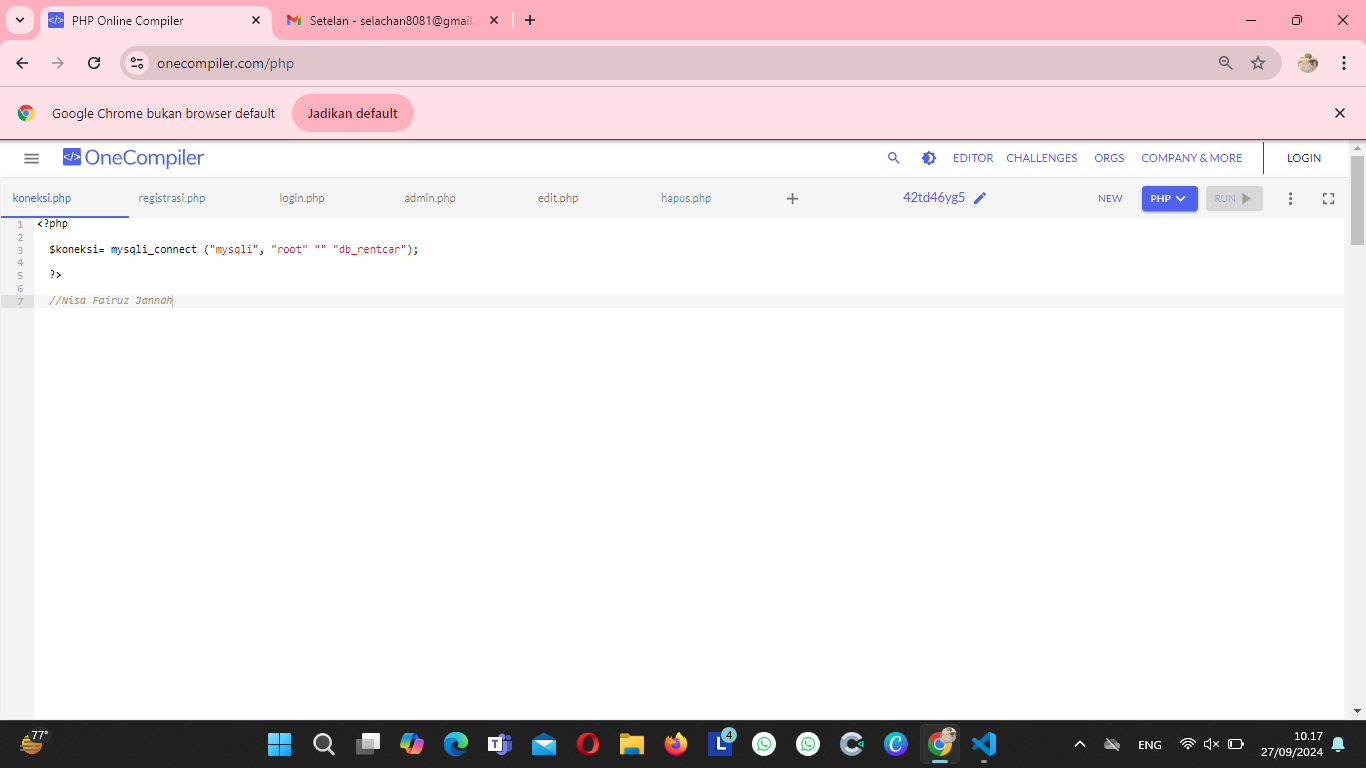 PHP Online Compiler
Setelan - selachan8081@gmail.
onecompiler.com/php
Google Chrome bukan browser default
Jadikan default
</> OneCompiler
EDITOR CHALLENGES ORGS COMPANY & MORE LOGIN
koneksi.php registrasi.php login.php admin.php edit.php hapus.php + 42td46yg5 NEW PHP RUN
1 <?php
2
3 $koneksi= mysqli_connect ("mysqli", "root" "" "db_rentcar");
4
5 ?>
6
7 //Nisa Fairuz Jannah
77°
4
ENG
10.17
27/09/2024